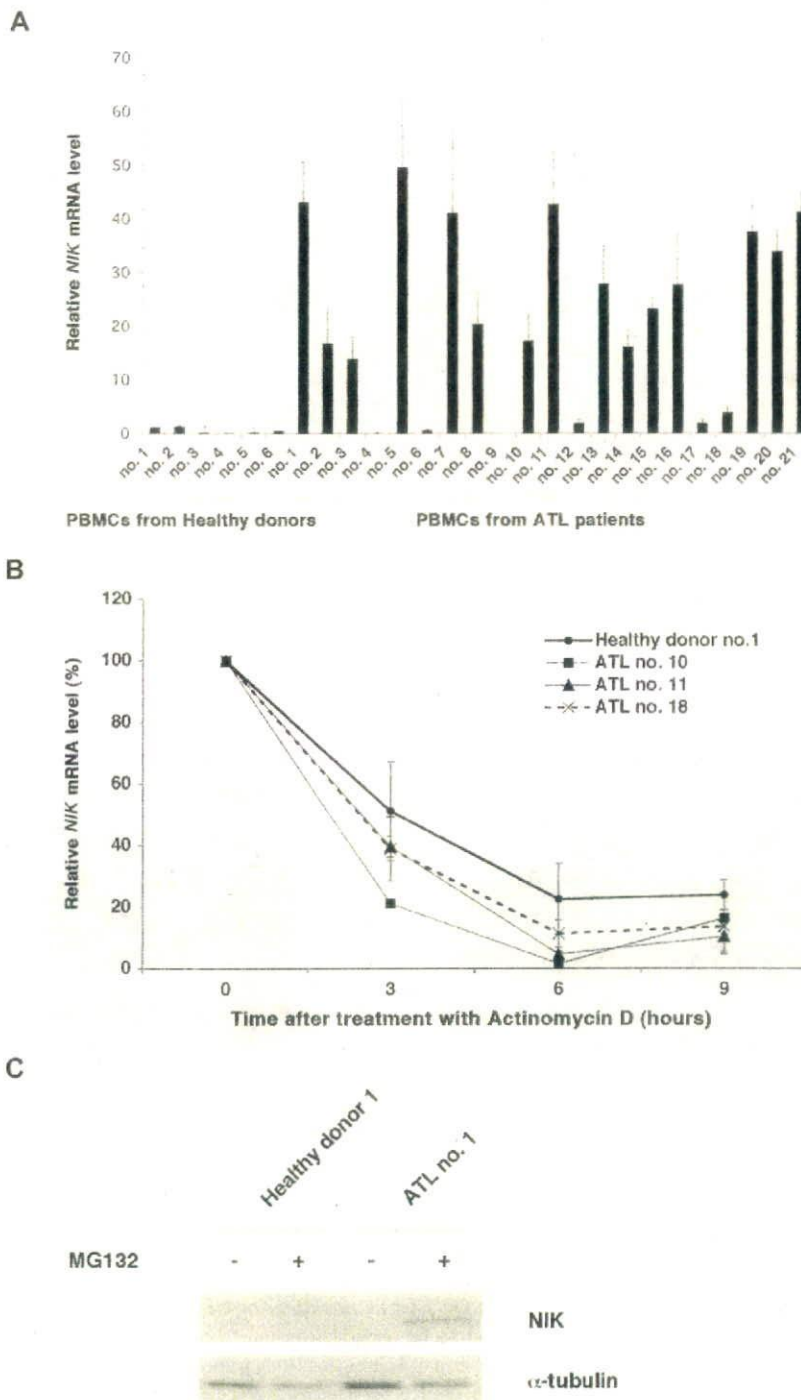 A
70
60
50
40
30
20
10
0
Relative NIK mRNA level
no. 1
no. 2
no. 3
no. 4
no. 5
no. 6
no. 1
no. 2
no. 3
no. 4
no. 5
no. 6
no. 7
no. 8
no. 9
no. 10
no. 11
no. 12
no. 13
no. 14
no. 15
no. 16
no. 17
no. 18
no. 19
no. 20
no. 21
PBMCs from Healthy donors
PBMCs from ATL patients
B
120
100
80
60
40
20
0
Relative NIK mRNA level (%)
Healthy donor no.1
ATL no. 10
ATL no. 11
ATL no. 18
0
3
6
9
Time after treatment with Actinomycin D (hours)
C
Healthy donor 1
ATL no. 1
MG132 - + - +
NIK
α-tubulin